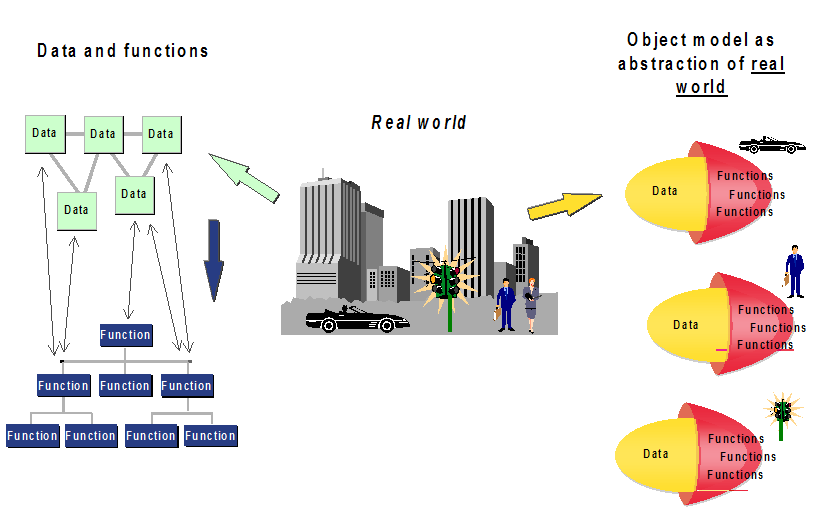 Data and functions
Object model as
abstraction of real
world
Real world
Data
Data
Data
Data
Data
Function
Function
Function
Function
Function
Function
Function
Function
Data
Functions
Functions
Functions
Data
Functions
Functions
Functions
Data
Functions
Functions
Functions